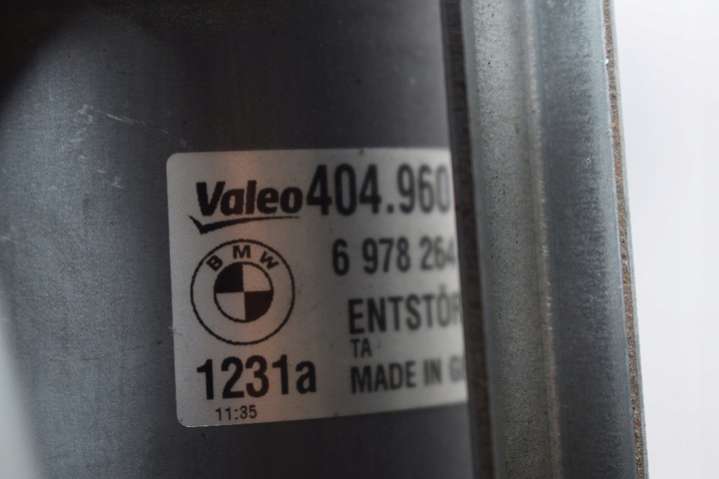 Valeo 404.960
BMW
6 978 264
ENTSTÖR
TA
1231a
MADE IN G
11:35